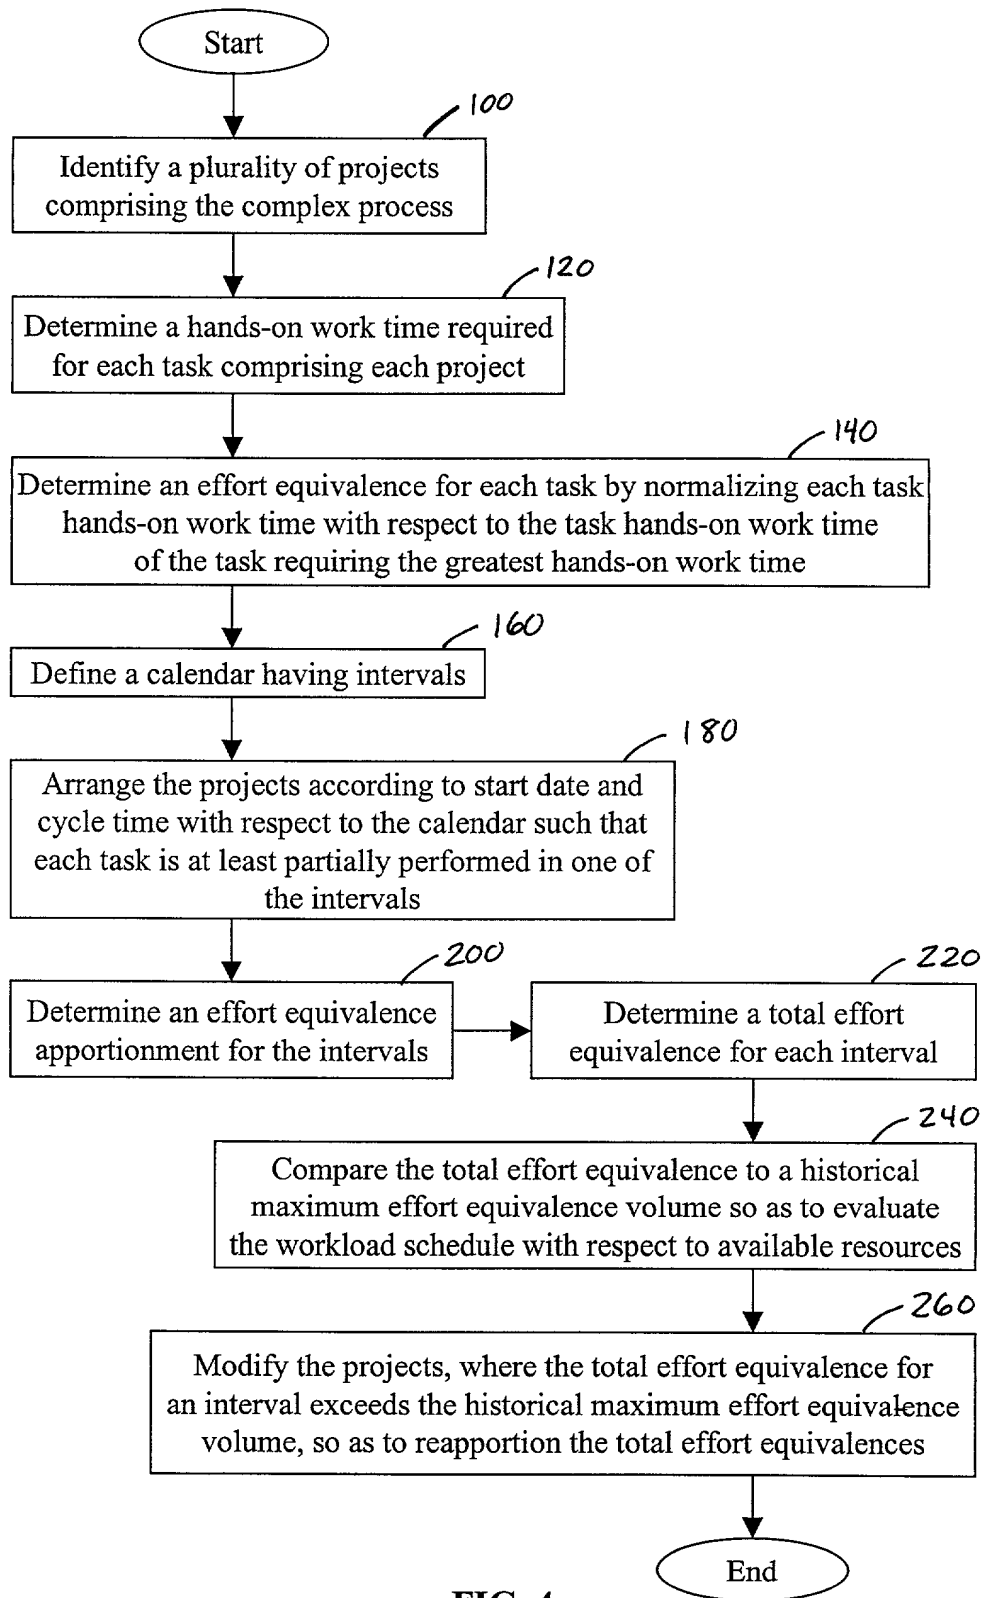 Start
100
Identify a plurality of projects
comprising the complex process
120
Determine a hands-on work time required
for each task comprising each project
140
Determine an effort equivalence for each task by normalizing each task
hands-on work time with respect to the task hands-on work time
of the task requiring the greatest hands-on work time
160
Define a calendar having intervals
180
Arrange the projects according to start date and
cycle time with respect to the calendar such that
each task is at least partially performed in one of
the intervals
200
Determine an effort equivalence
apportionment for the intervals
220
Determine a total effort
equivalence for each interval
240
Compare the total effort equivalence to a historical
maximum effort equivalence volume so as to evaluate
the workload schedule with respect to available resources
260
Modify the projects, where the total effort equivalence for
an interval exceeds the historical maximum effort equivalence
volume, so as to reapportion the total effort equivalences
End